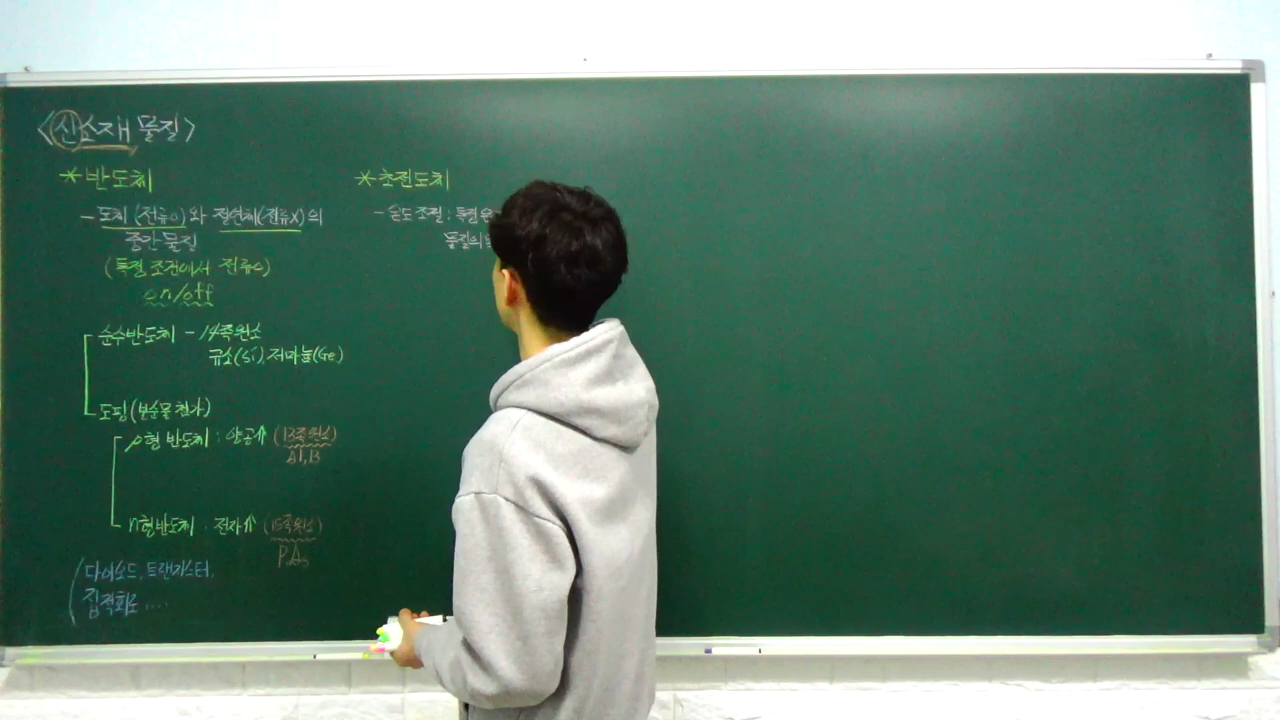 <신소재 물질>
* 반도체
- 도체 (전류O) 와 절연체(전류X)의
중간 물질
(특정 조건에서 전류O)
on/off
순수반도체 - 14족원소
규소(Si), 저마늄(Ge)
도핑(불순물 첨가)
p형 반도체 : 양공↑ (13족원소)
Al, B
n형 반도체 : 전자↑ (15족원소)
P, As
다이오드, 트랜지스터,
집적회로 ....
* 초전도체
- 온도 조절 : 특정 온
물질의